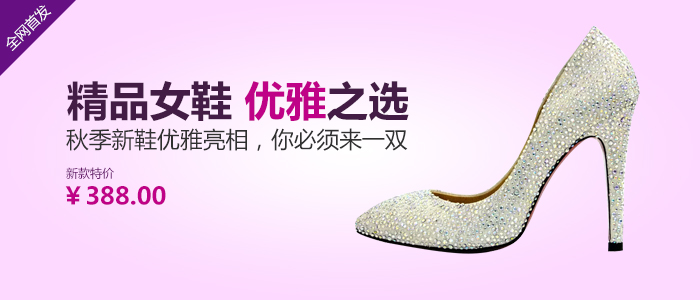 全网首发
精品女鞋 优雅之选
秋季新鞋优雅亮相，你必须来一双
新款特价
¥ 388.00